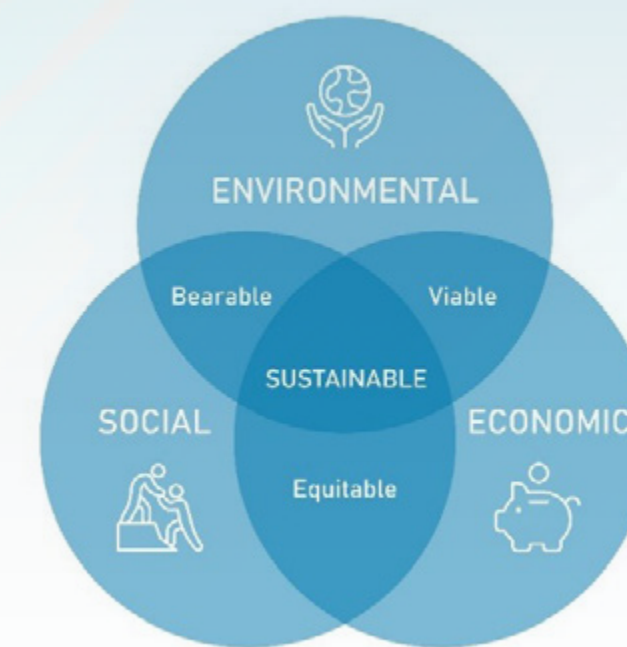 ENVIRONMENTAL
Bearable
Viable
SUSTAINABLE
SOCIAL
ECONOMIC
Equitable